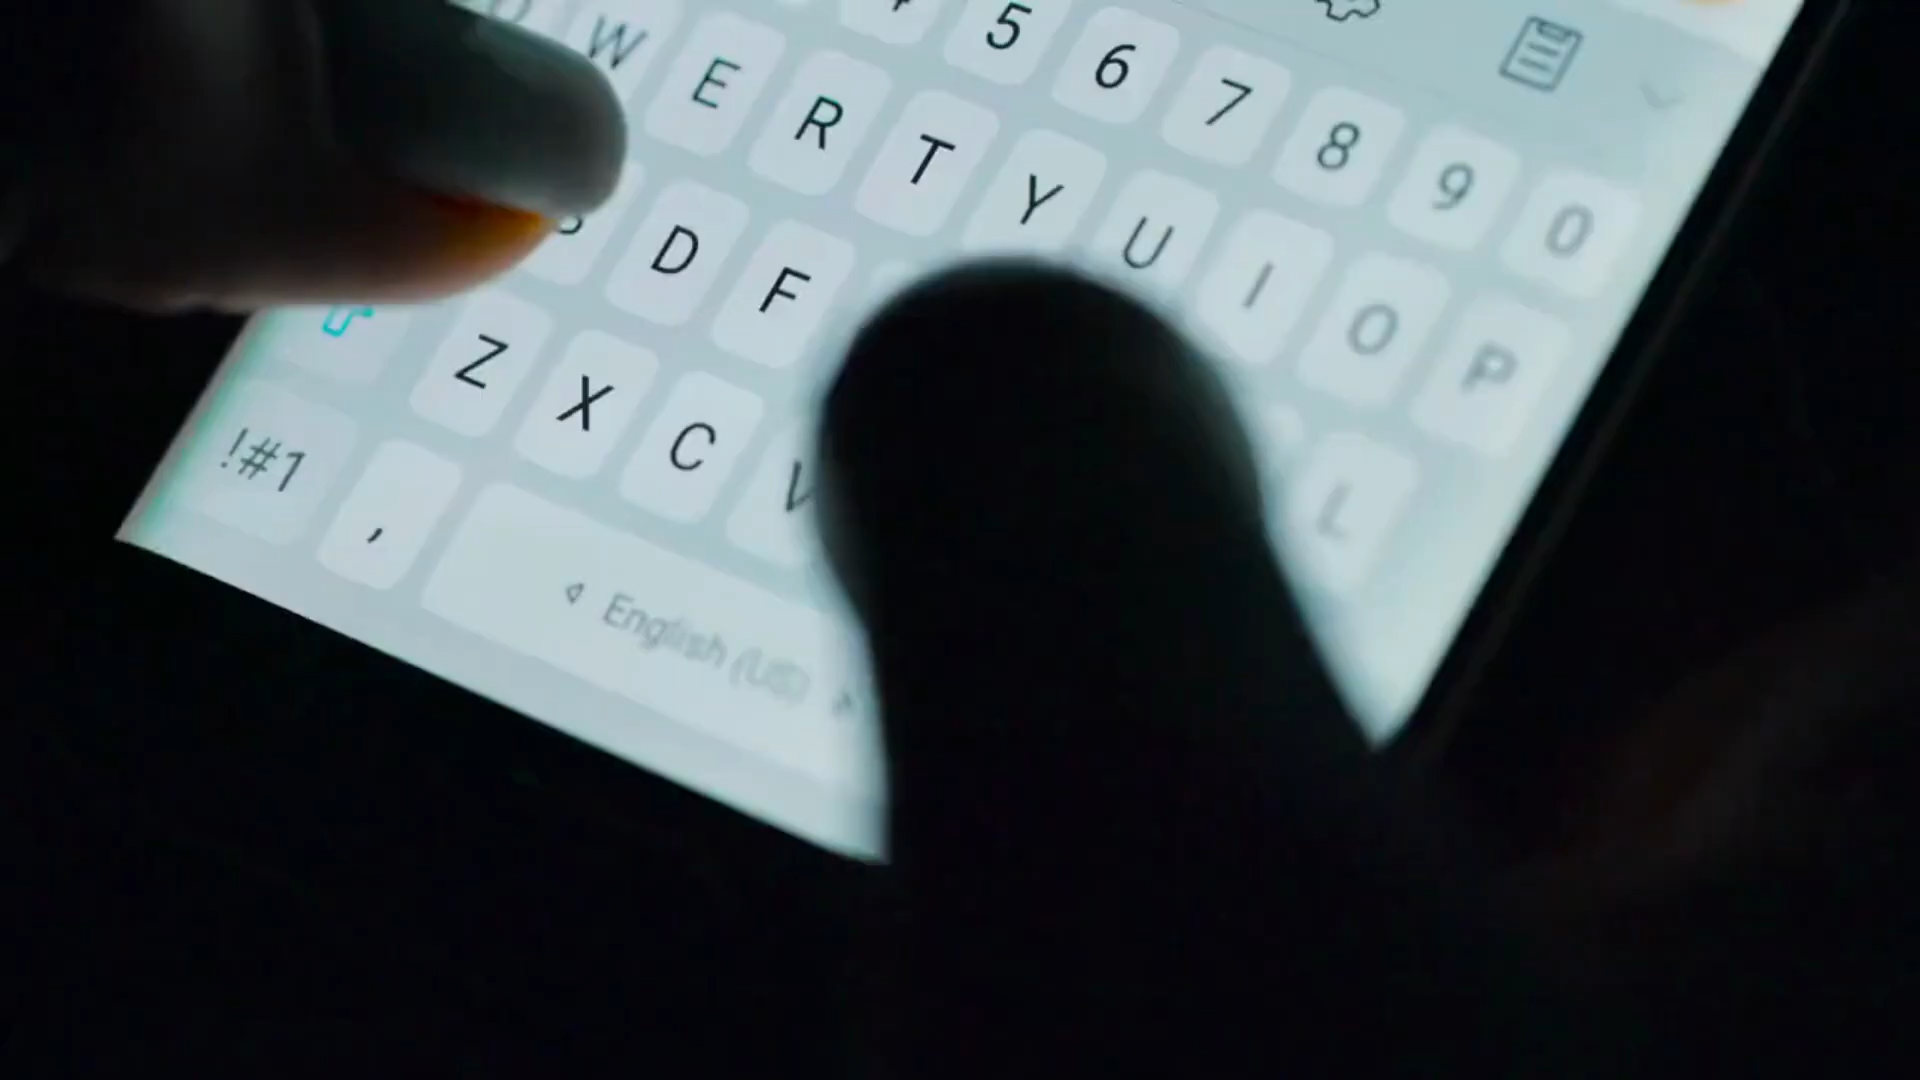 5 6 7 8 9 0
W E R T Y U I O P
D F L
Z X C V
!#1 , English (US)